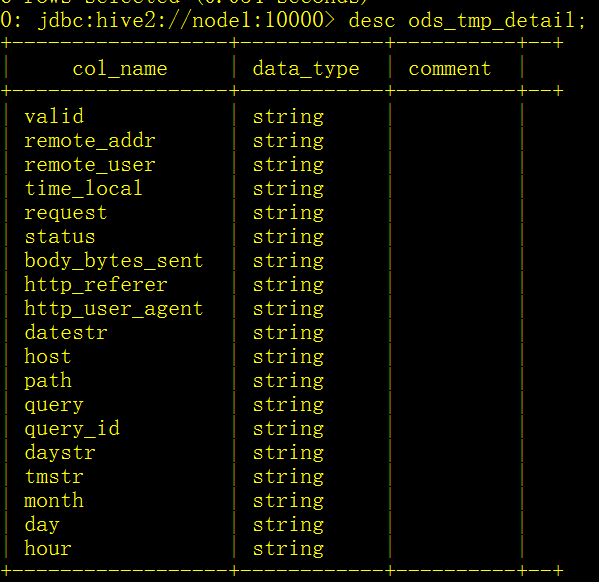 0: jdbc:hive2://node1:10000> desc ods_tmp_detail;
+------------------+------------+----------+--+
| col_name | data_type | comment |
+------------------+------------+----------+--+
| valid | string | |
| remote_addr | string | |
| remote_user | string | |
| time_local | string | |
| request | string | |
| status | string | |
| body_bytes_sent | string | |
| http_referer | string | |
| http_user_agent | string | |
| datestr | string | |
| host | string | |
| path | string | |
| query | string | |
| query_id | string | |
| daystr | string | |
| tmstr | string | |
| month | string | |
| day | string | |
| hour | string | |
+------------------+------------+----------+--+